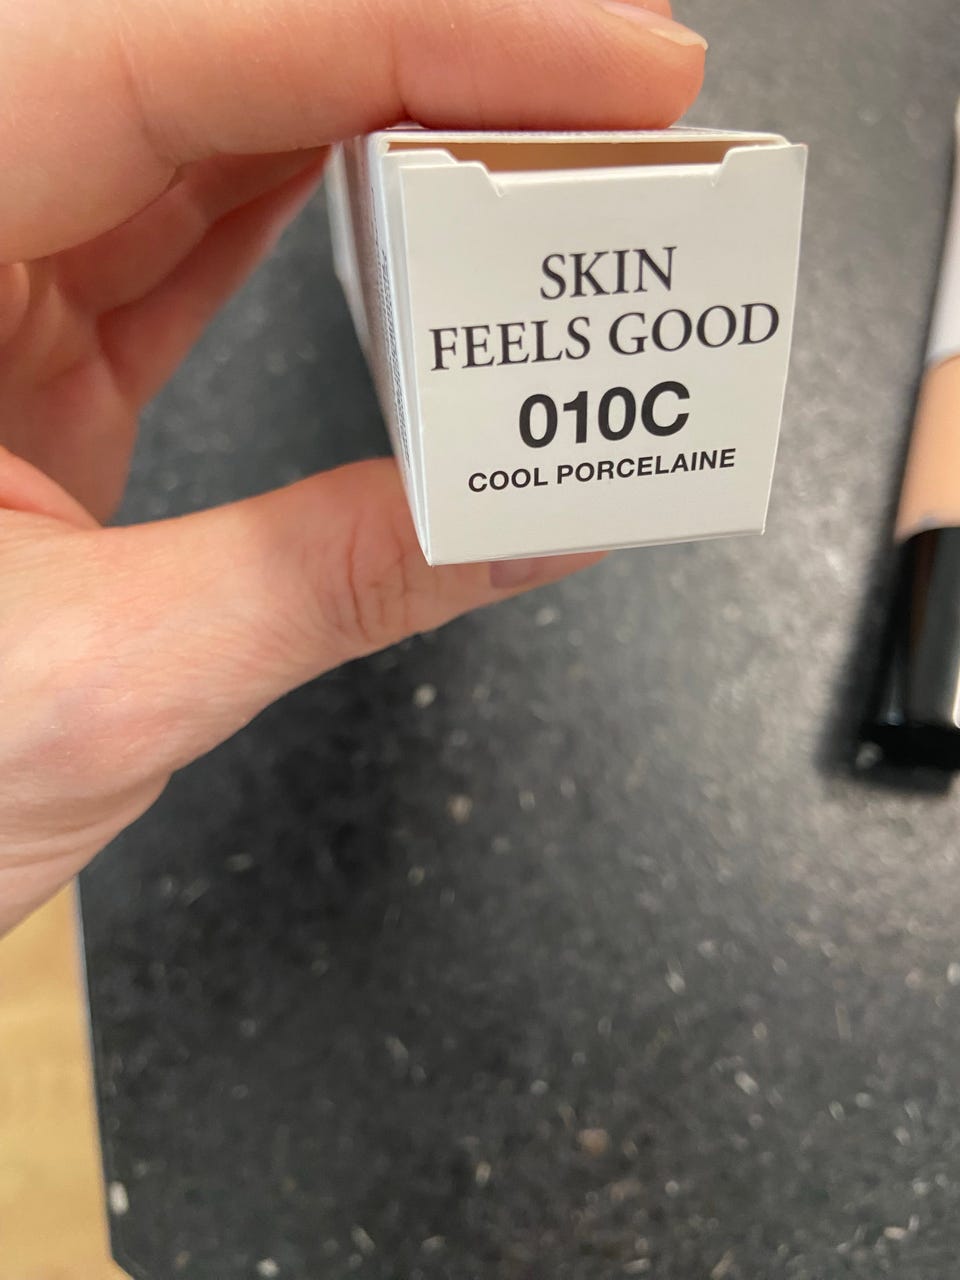 SKIN
FEELS GOOD
010C
COOL PORCELAINE